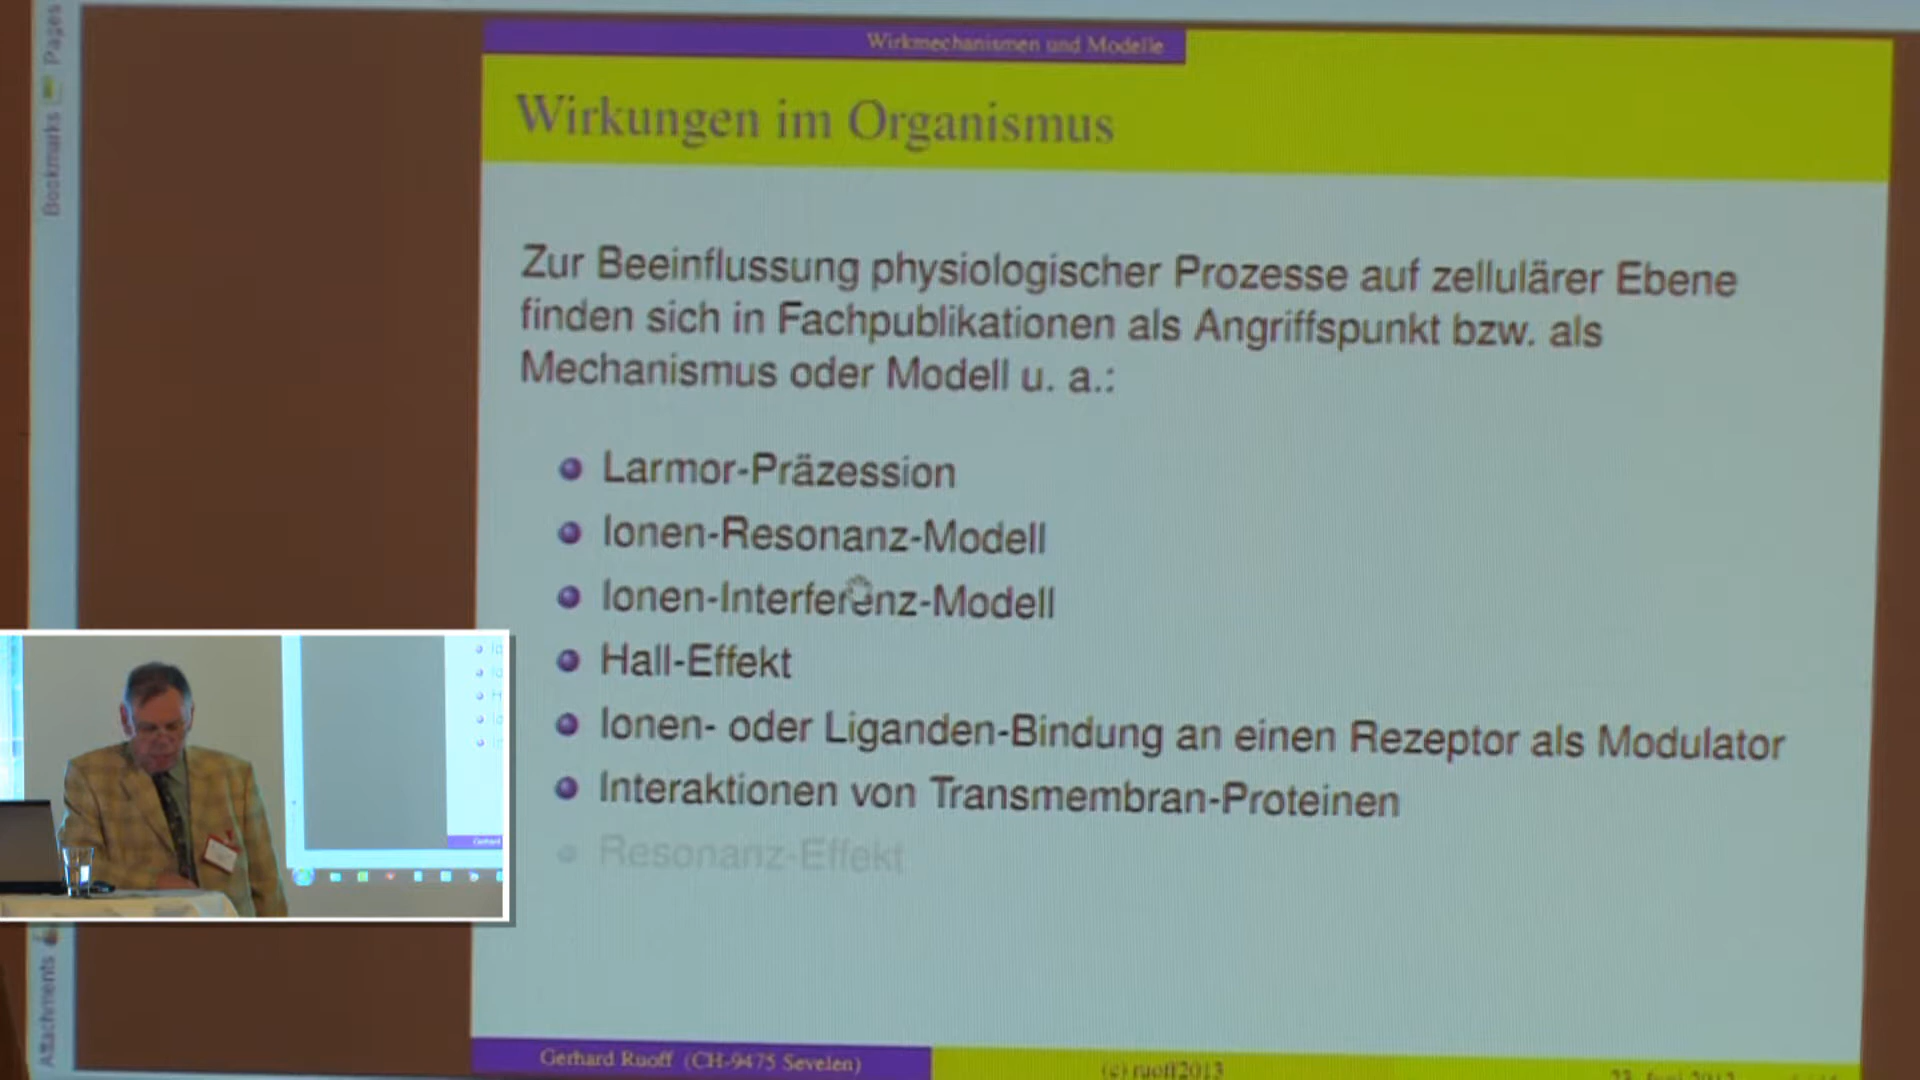 Pages
Bookmarks
Attachments
Wirkmechanismen und Modelle
Wirkungen im Organismus
Zur Beeinflussung physiologischer Prozesse auf zellulärer Ebene
finden sich in Fachpublikationen als Angriffspunkt bzw. als
Mechanismus oder Modell u. a.:
Larmor-Präzession
Ionen-Resonanz-Modell
Ionen-Interferenz-Modell
Hall-Effekt
Ionen- oder Liganden-Bindung an einen Rezeptor als Modulator
Interaktionen von Transmembran-Proteinen
Resonanz-Effekt
Gerhard Ruoff (CH-9475 Sevelen)
(c) ruoff2013